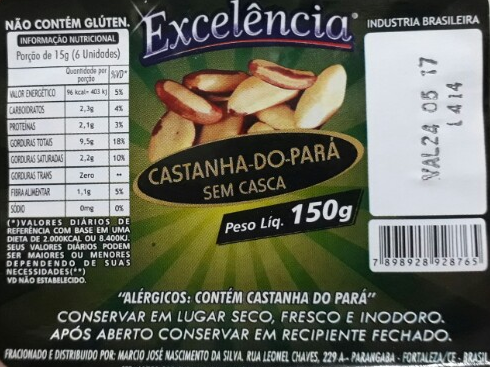 NÃO CONTÉM GLÚTEN.
INFORMAÇÃO NUTRICIONAL
Porção de 15g (6 Unidades)
Quantidade por porção %VD*
VALOR ENERGÉTICO 96 kcal= 403 kj 5%
CARBOIDRATOS 2,3g 4%
PROTEÍNAS 2,1g 3%
GORDURAS TOTAIS 9,5g 18%
GORDURAS SATURADAS 2,2g 10%
GORDURAS TRANS Zero **
FIBRA ALIMENTAR 1,1g 5%
SÓDIO 0mg 0%
(*)VALORES DIÁRIOS DE
REFERÊNCIA COM BASE EM UMA
DIETA DE 2.000KCAL OU 8.400KJ.
SEUS VALORES DIÁRIOS PODEM
SER MAIORES OU MENORES
DEPENDENDO DE SUAS
NECESSIDADES(**)
VD NÃO ESTABELECIDO.
Excelência
INDUSTRIA BRASILEIRA
VAL24 05 17
1414
CASTANHA-DO-PARÁ
SEM CASCA
Peso Líq. 150g
7 898928 928765
"ALÉRGICOS: CONTÉM CASTANHA DO PARÁ"
CONSERVAR EM LUGAR SECO, FRESCO E INODORO.
APÓS ABERTO CONSERVAR EM RECIPIENTE FECHADO.
FRACIONADO E DISTRIBUIDO POR: MARCIO JOSÉ NASCIMENTO DA SILVA. RUA LEONEL CHAVES, 229 A- PARANGABA - FORTALEZA/CE - BRASIL